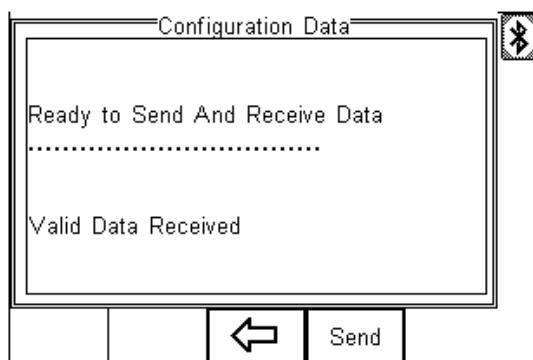 Configuration Data
Ready to Send And Receive Data
..................................
Valid Data Received
Send